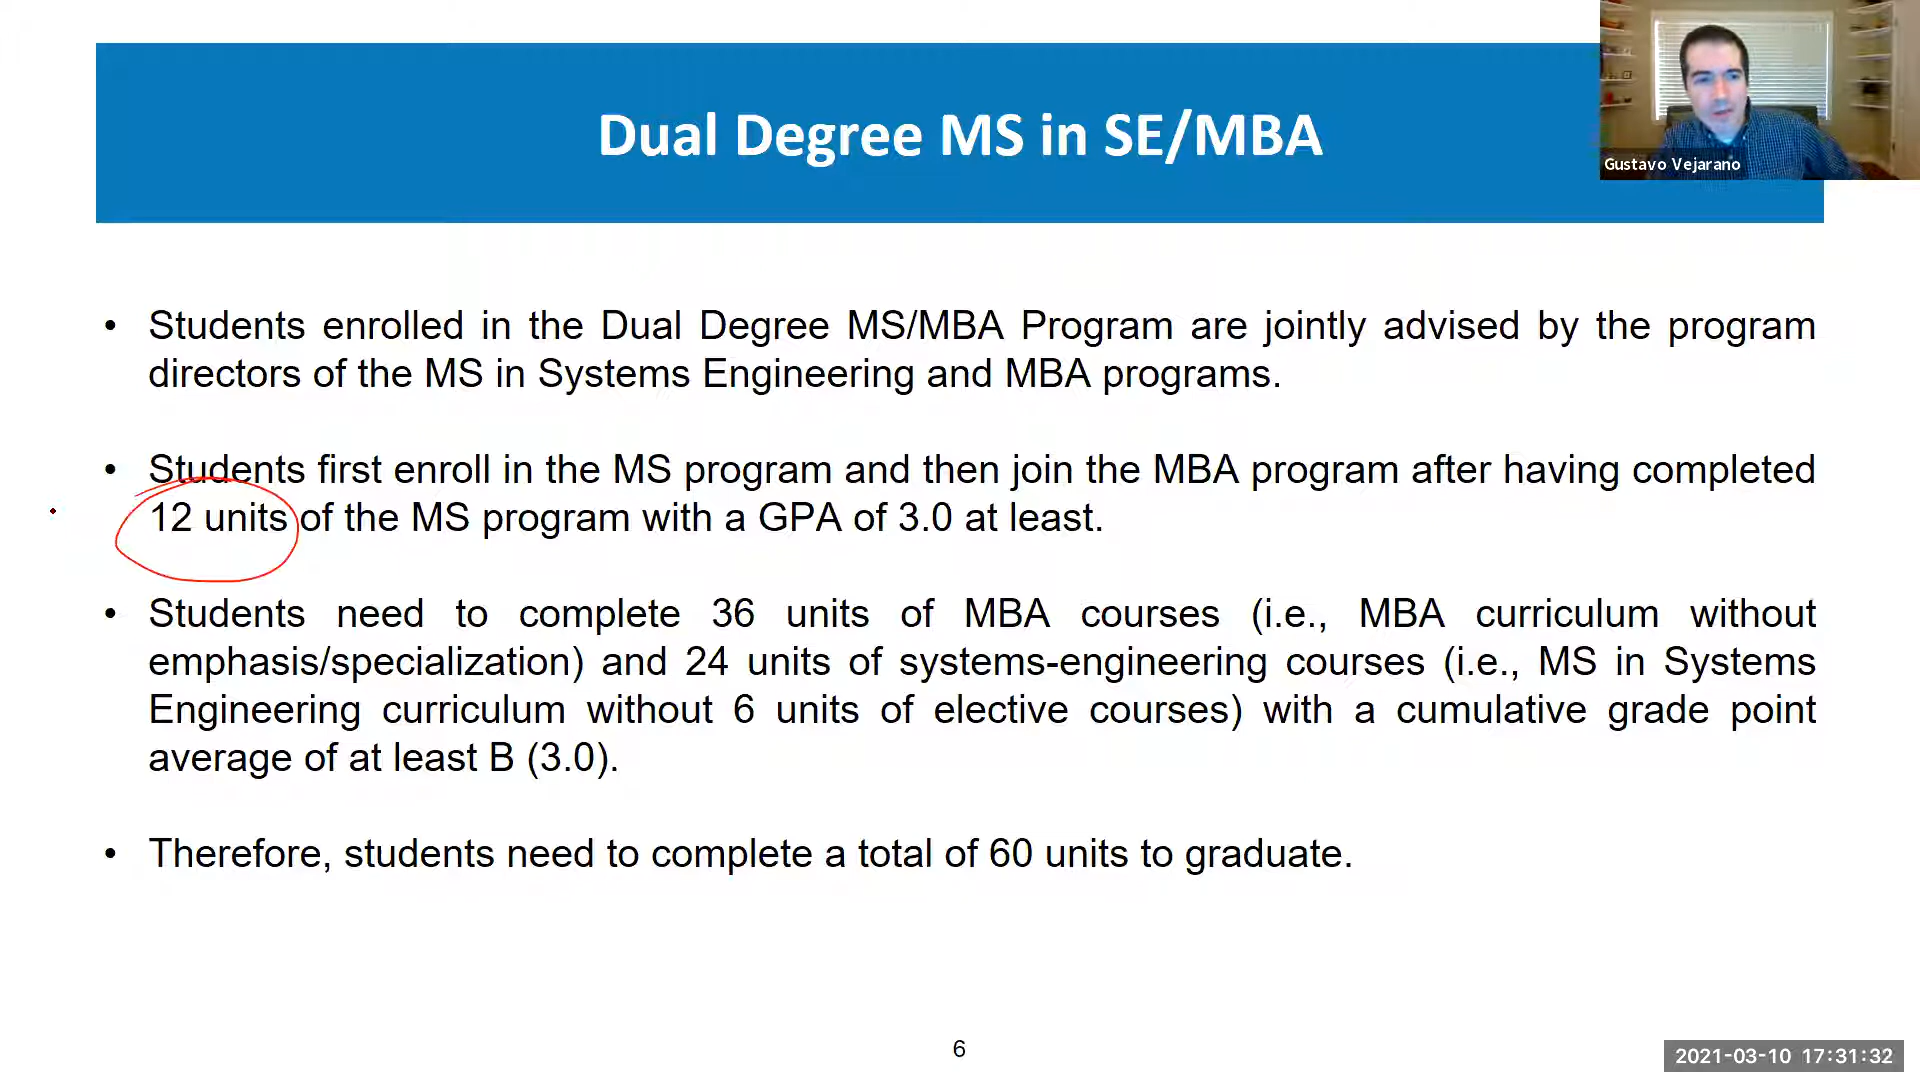 Dual Degree MS in SE/MBA
Gustavo Vejarano
• Students enrolled in the Dual Degree MS/MBA Program are jointly advised by the program
directors of the MS in Systems Engineering and MBA programs.
• Students first enroll in the MS program and then join the MBA program after having completed
12 units of the MS program with a GPA of 3.0 at least.
• Students need to complete 36 units of MBA courses (i.e., MBA curriculum without
emphasis/specialization) and 24 units of systems-engineering courses (i.e., MS in Systems
Engineering curriculum without 6 units of elective courses) with a cumulative grade point
average of at least B (3.0).
• Therefore, students need to complete a total of 60 units to graduate.
6
2021-03-10 17:31:32